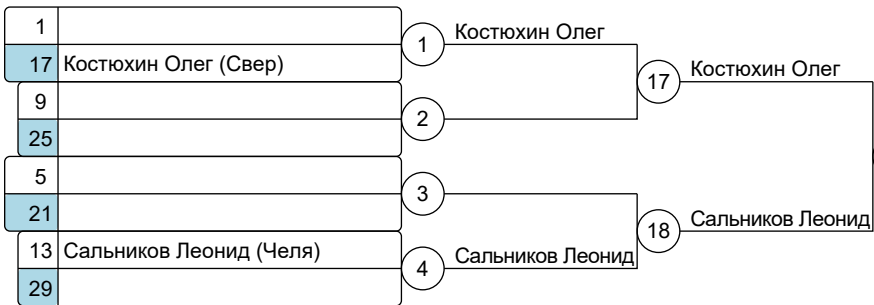 1
17 Костюхин Олег (Свер)
9
25
5
21
13 Сальников Леонид (Челя)
29
1 Костюхин Олег
2
3
4 Сальников Леонид
17 Костюхин Олег
18 Сальников Леонид